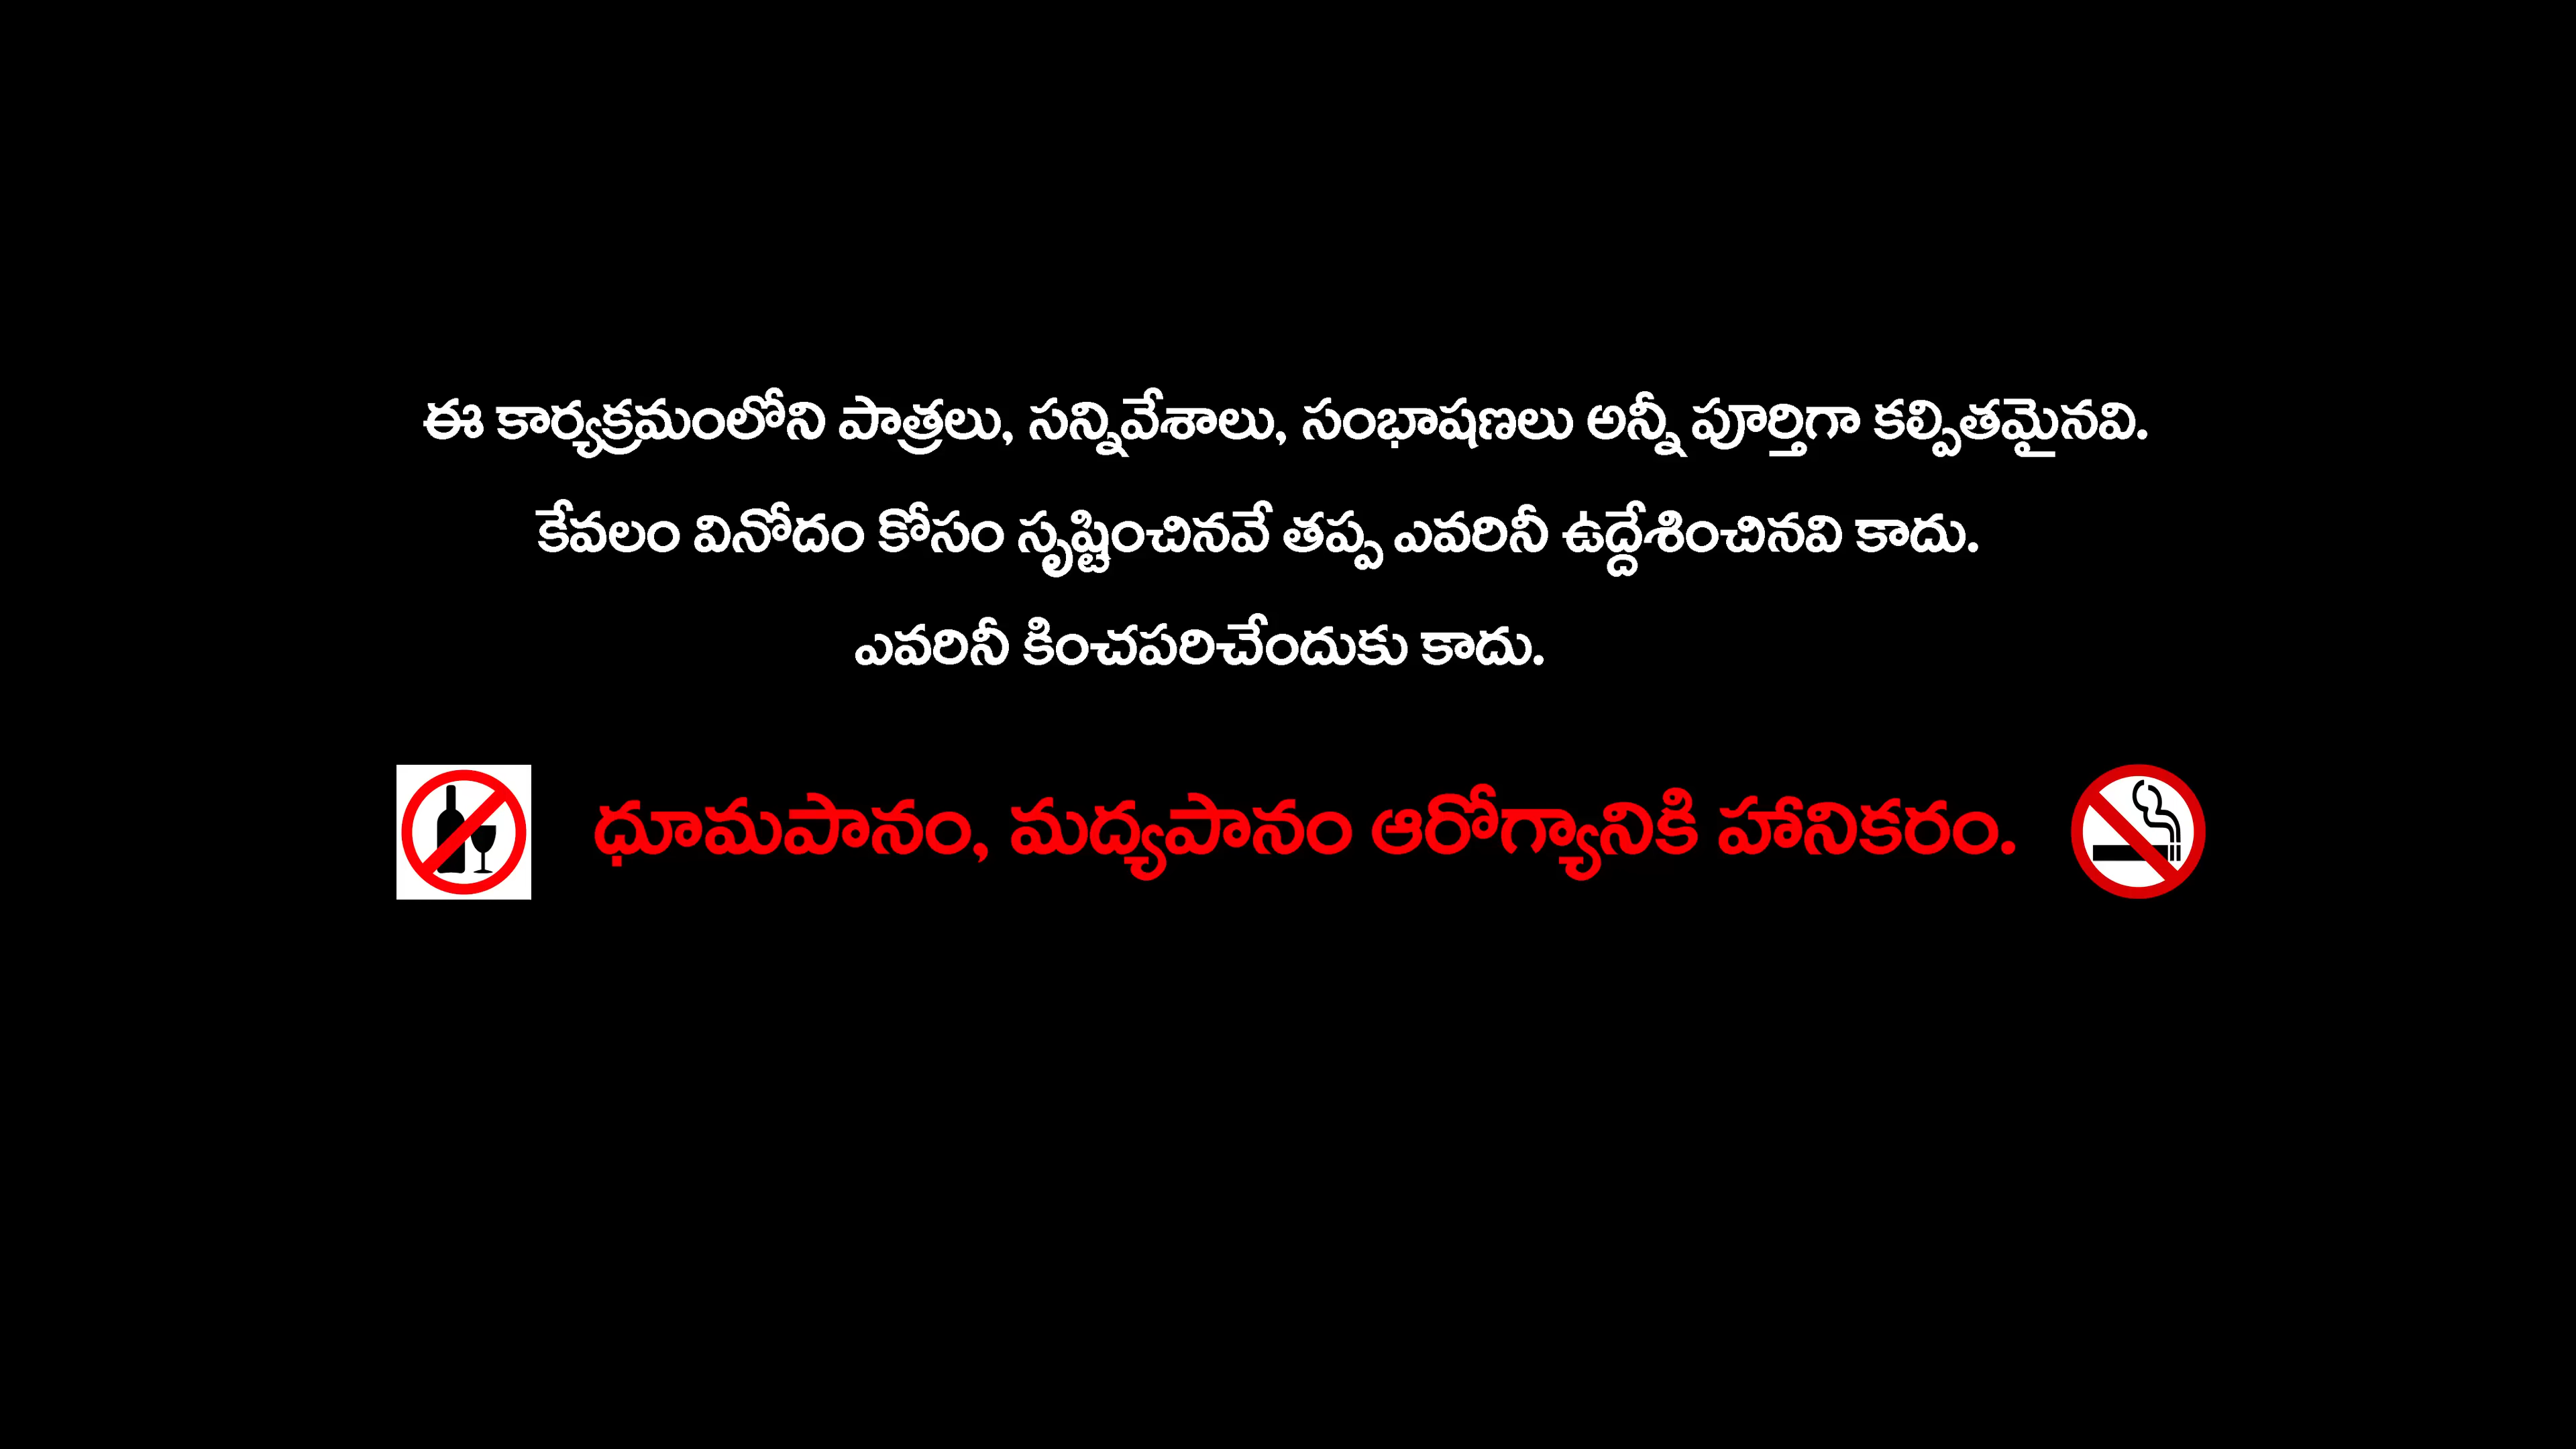 ఈ కార్యక్రమంలోని పాత్రలు, సన్నివేశాలు, సంభాషణలు అన్నీ పూర్తిగా కల్పితమైనవి.
కేవలం వినోదం కోసం సృష్టించినవే తప్ప ఎవరినీ ఉద్దేశించినవి కాదు.
ఎవరినీ కించపరిచేందుకు కాదు.
ధూమపానం, మద్యపానం ఆరోగ్యానికి హానికరం.